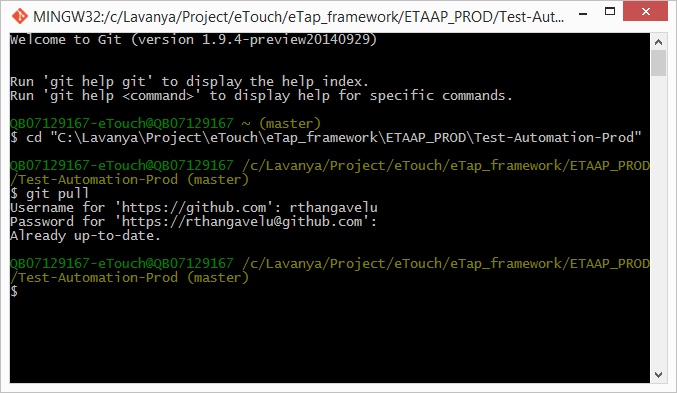 MINGW32:/c/Lavanya/Project/eTouch/eTap_framework/ETAAP_PROD/Test-Aut...
Welcome to Git (version 1.9.4-preview20140929)
Run 'git help git' to display the help index.
Run 'git help <command>' to display help for specific commands.
QB07129167-eTouch@QB07129167 ~ (master)
$ cd "C:\Lavanya\Project\eTouch\eTap_framework\ETAAP_PROD\Test-Automation-Prod"
QB07129167-eTouch@QB07129167 /c/Lavanya/Project/eTouch/eTap_framework/ETAAP_PROD
/Test-Automation-Prod (master)
$ git pull
Username for 'https://github.com': rthangavelu
Password for 'https://rthangavelu@github.com':
Already up-to-date.
QB07129167-eTouch@QB07129167 /c/Lavanya/Project/eTouch/eTap_framework/ETAAP_PROD
/Test-Automation-Prod (master)
$